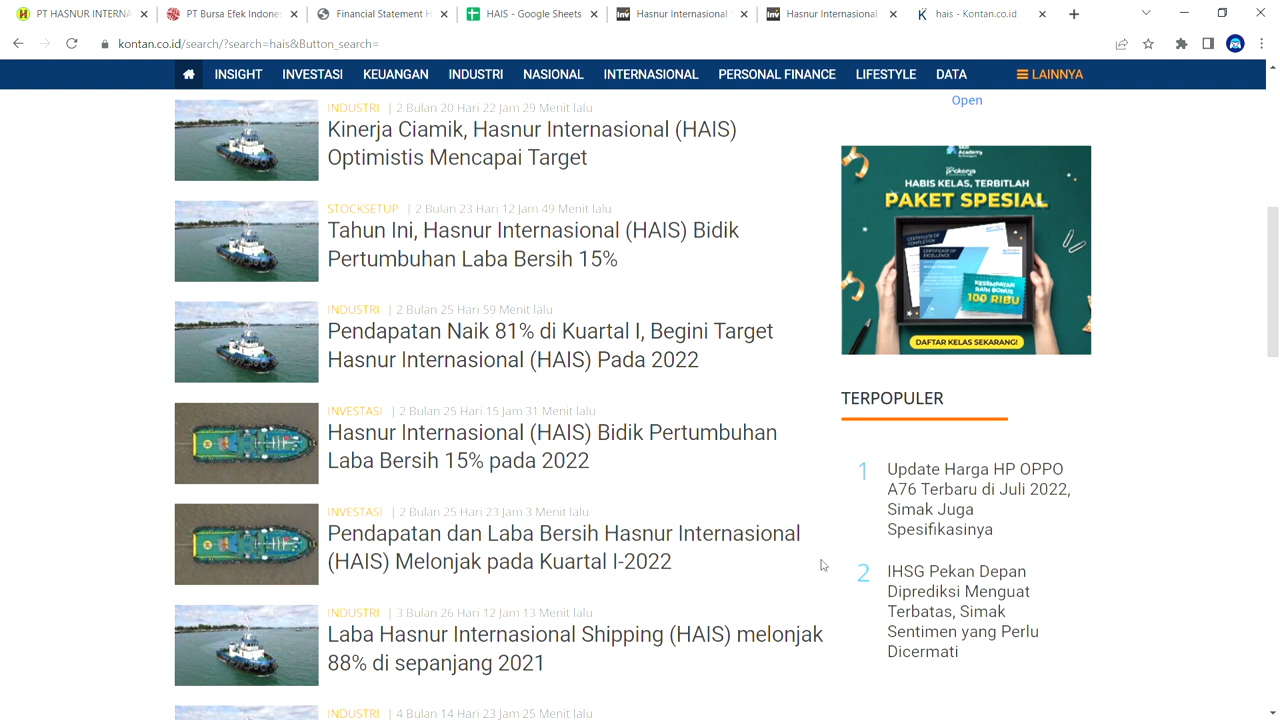 PT HASNUR INTERNA
PT Bursa Efek Indones
Financial Statement H
HAIS - Google Sheets
Hasnur Internasional
Hasnur Internasional
hais - Kontan.co.id
kontan.co.id/search/?search=hais&Button_search=
INSIGHT INVESTASI KEUANGAN INDUSTRI NASIONAL INTERNASIONAL PERSONAL FINANCE LIFESTYLE DATA LAINNYA
INDUSTRI | 2 Bulan 20 Hari 22 Jam 29 Menit lalu
Kinerja Ciamik, Hasnur Internasional (HAIS)
Optimistis Mencapai Target
STOCKSETUP | 2 Bulan 23 Hari 12 Jam 49 Menit lalu
Tahun Ini, Hasnur Internasional (HAIS) Bidik
Pertumbuhan Laba Bersih 15%
INDUSTRI | 2 Bulan 25 Hari 59 Menit lalu
Pendapatan Naik 81% di Kuartal I, Begini Target
Hasnur Internasional (HAIS) Pada 2022
INVESTASI | 2 Bulan 25 Hari 15 Jam 31 Menit lalu
Hasnur Internasional (HAIS) Bidik Pertumbuhan
Laba Bersih 15% pada 2022
INVESTASI | 2 Bulan 25 Hari 23 Jam 3 Menit lalu
Pendapatan dan Laba Bersih Hasnur Internasional
(HAIS) Melonjak pada Kuartal I-2022
INDUSTRI | 3 Bulan 26 Hari 12 Jam 13 Menit lalu
Laba Hasnur Internasional Shipping (HAIS) melonjak
88% di sepanjang 2021
INDUSTRI | 4 Bulan 14 Hari 23 Jam 25 Menit lalu
Open
HABIS KELAS, TERBITLAH
PAKET SPESIAL
KESEMPATAN
RAIH BONUS
100 RIBU
DAFTAR KELAS SEKARANG!
TERPOPULER
1
Update Harga HP OPPO
A76 Terbaru di Juli 2022,
Simak Juga
Spesifikasinya
2
IHSG Pekan Depan
Diprediksi Menguat
Terbatas, Simak
Sentimen yang Perlu
Dicermati